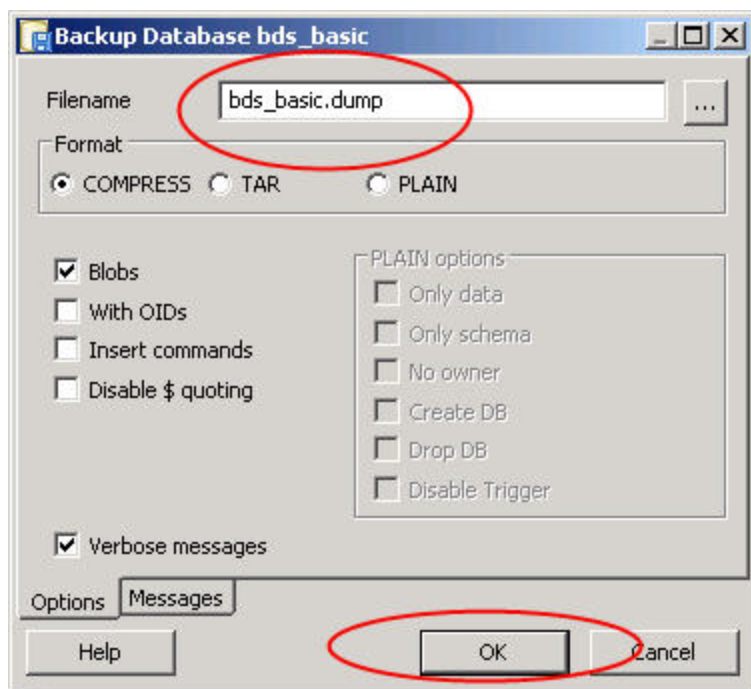 Backup Database bds_basic
Filename bds_basic.dump ...
Format
COMPRESS TAR PLAIN
Blobs
With OIDs
Insert commands
Disable $ quoting
PLAIN options
Only data
Only schema
No owner
Create DB
Drop DB
Disable Trigger
Verbose messages
Options Messages
Help OK Cancel